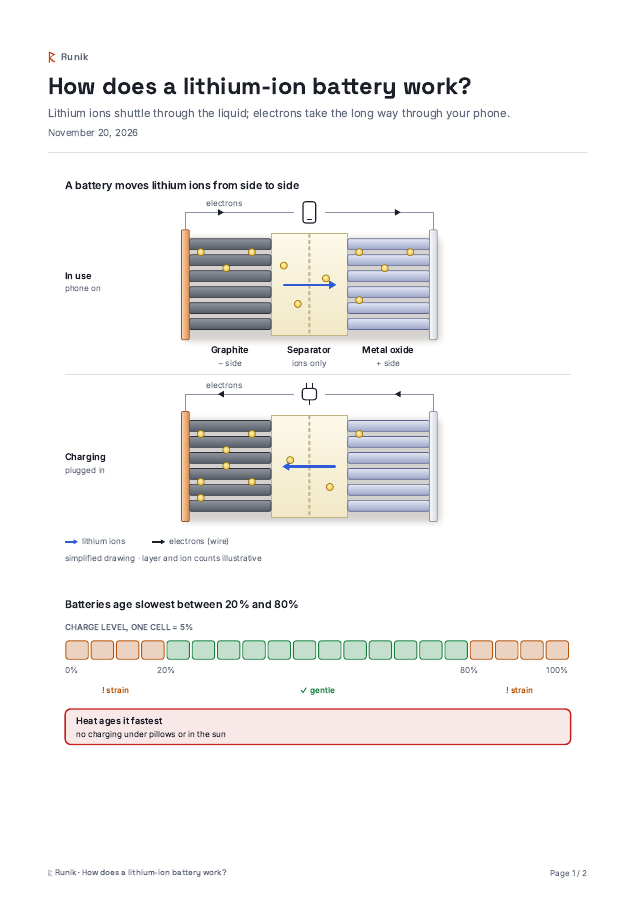 Runik
How does a lithium-ion battery work?
Lithium ions shuttle through the liquid; electrons take the long way through your phone.
November 20, 2026
A battery moves lithium ions from side to side
electrons
In use
phone on
Graphite Separator Metal oxide
− side ions only + side
electrons
Charging
plugged in
lithium ions electrons (wire)
simplified drawing · layer and ion counts illustrative
Batteries age slowest between 20% and 80%
CHARGE LEVEL, ONE CELL = 5%
0% 20% 80% 100%
! strain ✓ gentle ! strain
Heat ages it fastest
no charging under pillows or in the sun
Runik · How does a lithium-ion battery work? Page 1 / 2